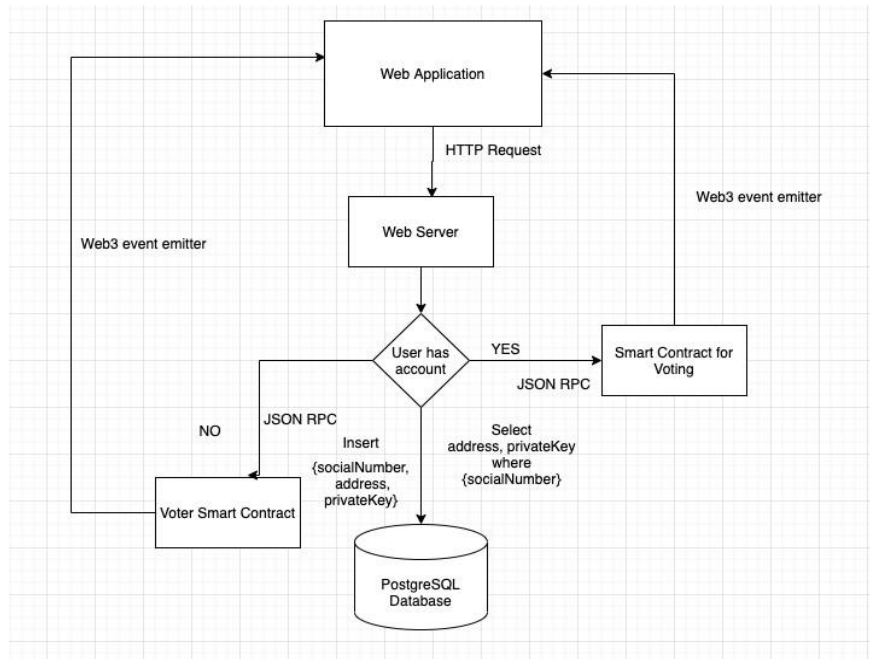 Web Application
HTTP Request
Web3 event emitter
Web Server
Web3 event emitter
User has
account
YES
JSON RPC
Smart Contract for
Voting
NO
JSON RPC
Insert
{socialNumber,
address,
privateKey}
Select
address, privateKey
where
{socialNumber}
Voter Smart Contract
PostgreSQL
Database